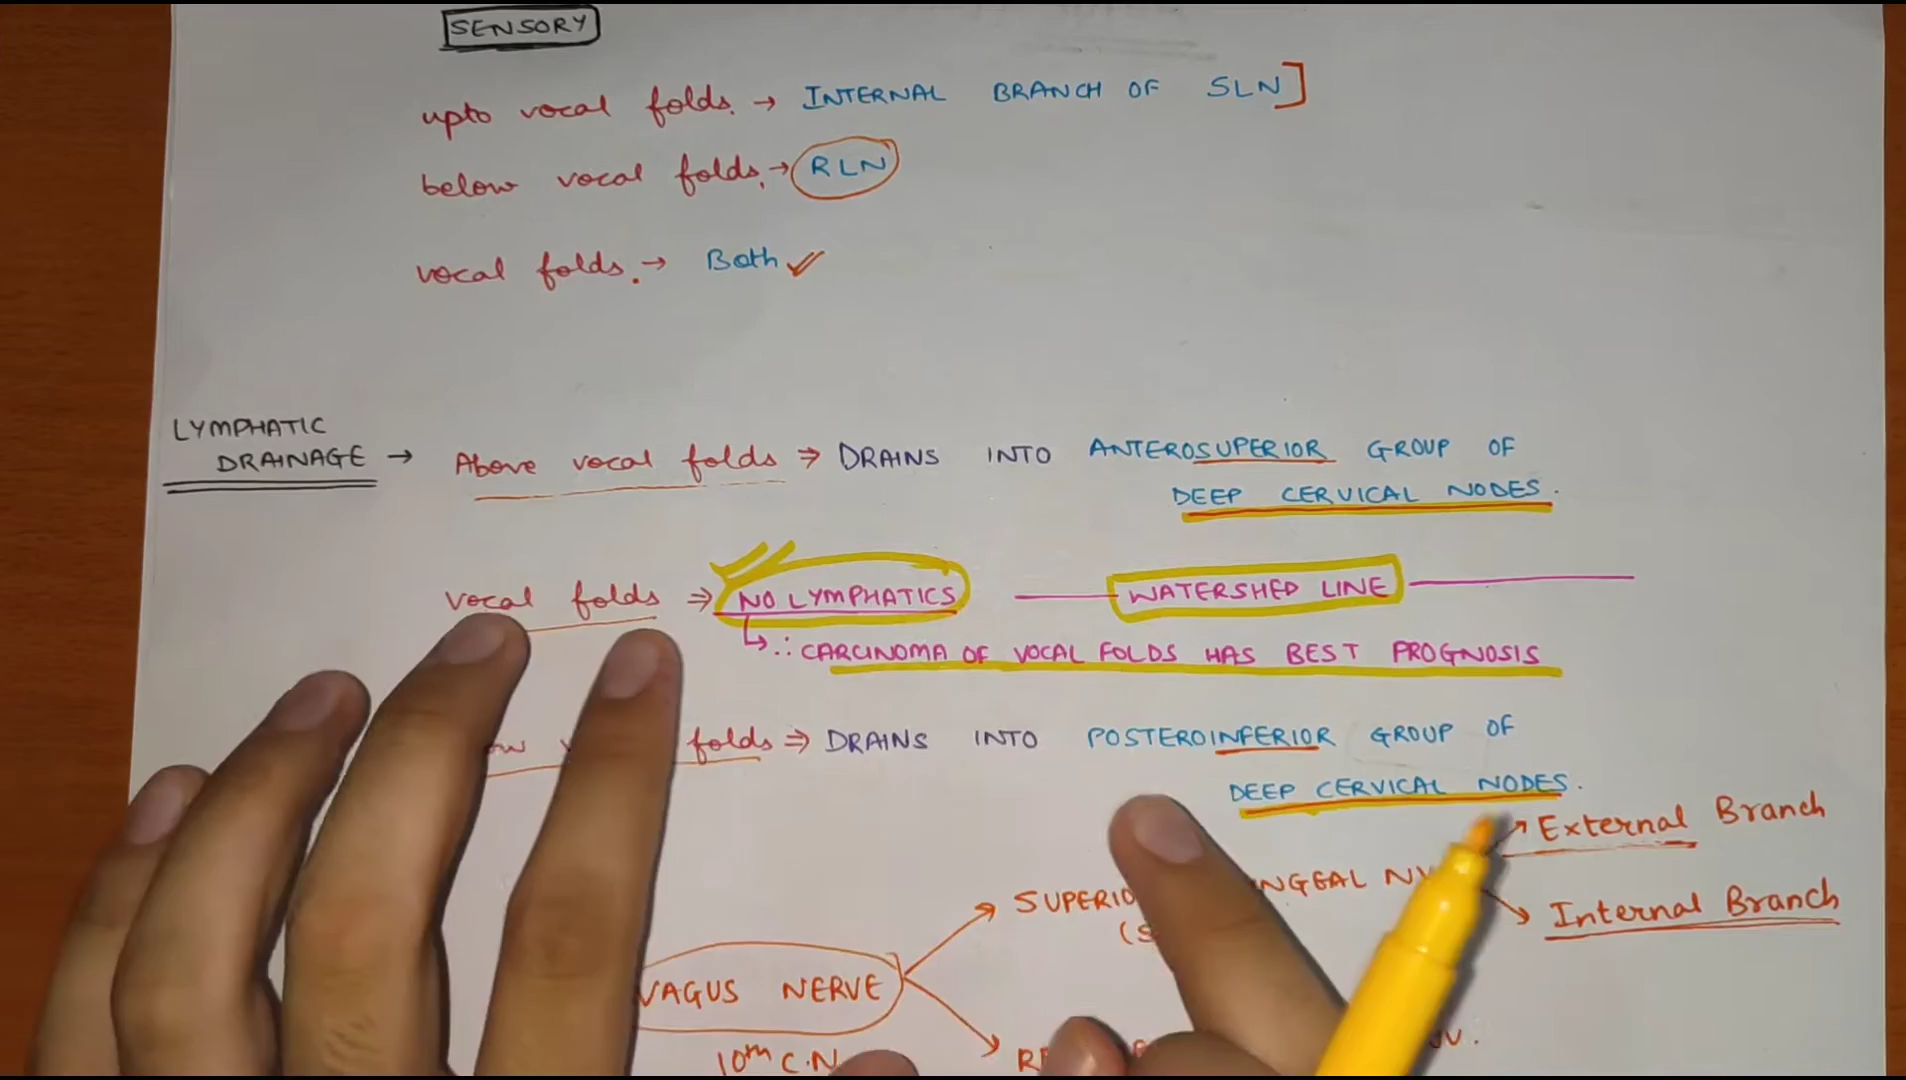 SENSORY
upto vocal folds. → INTERNAL BRANCH OF SLN]
below vocal folds. → RLN
vocal folds. → Both ✓
LYMPHATIC
DRAINAGE → Above vocal folds ⇒ DRAINS INTO ANTEROSUPERIOR GROUP OF
DEEP CERVICAL NODES.
vocal folds ⇒ NO LYMPHATICS WATERSHED LINE
↳ ∴ CARCINOMA OF VOCAL FOLDS HAS BEST PROGNOSIS
folds ⇒ DRAINS INTO POSTEROINFERIOR GROUP OF
DEEP CERVICAL NODES.
External Branch
Internal Branch
VAGUS NERVE
10th C.N.